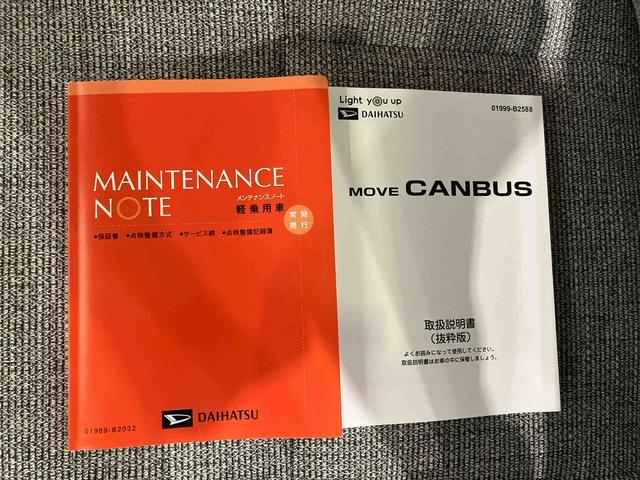 MAINTENANCE
NOTE
メンテナンスノート
軽乗用車
常時
携行
●保証書 ●点検整備方式 ●サービス網 ●点検整備記録簿
DAIHATSU
01989-B2032
Light you up
DAIHATSU
01999-B2588
MOVE CANBUS
取扱説明書
(抜粋版)
よくお読みになって使用してください。
取扱説明書はお車の中に保管しましょう。